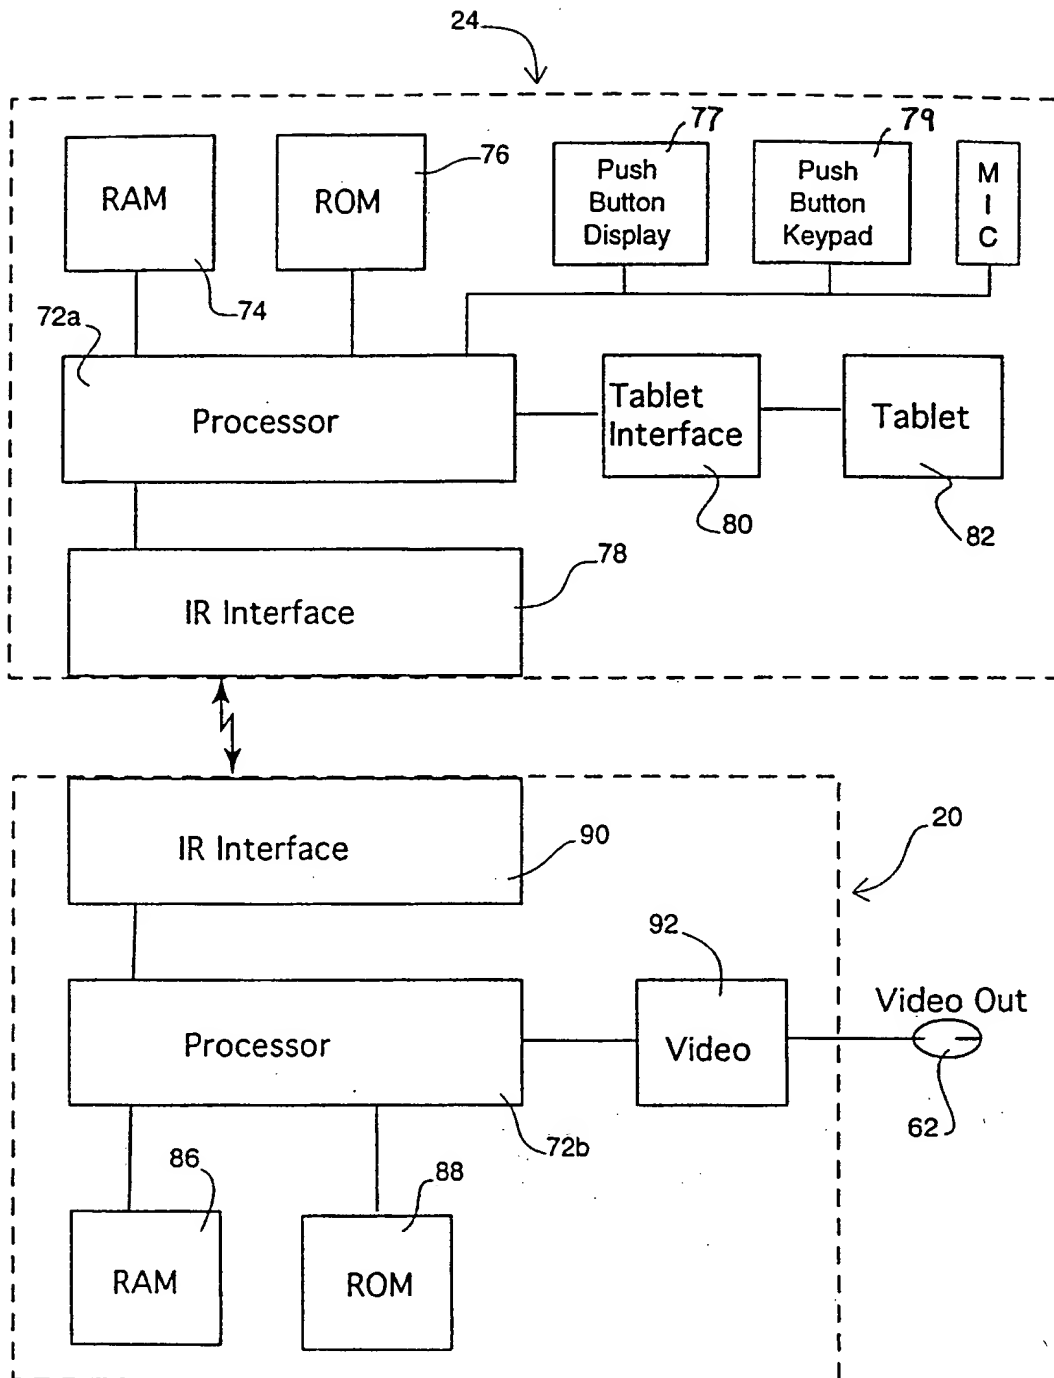 24
RAM
74
ROM
76
Push
Button
Display
77
Push
Button
Keypad
79
M
I
C
72a
Processor
Tablet
Interface
80
Tablet
82
IR Interface
78
IR Interface
90
20
Processor
72b
92
Video
Video Out
62
86
RAM
88
ROM